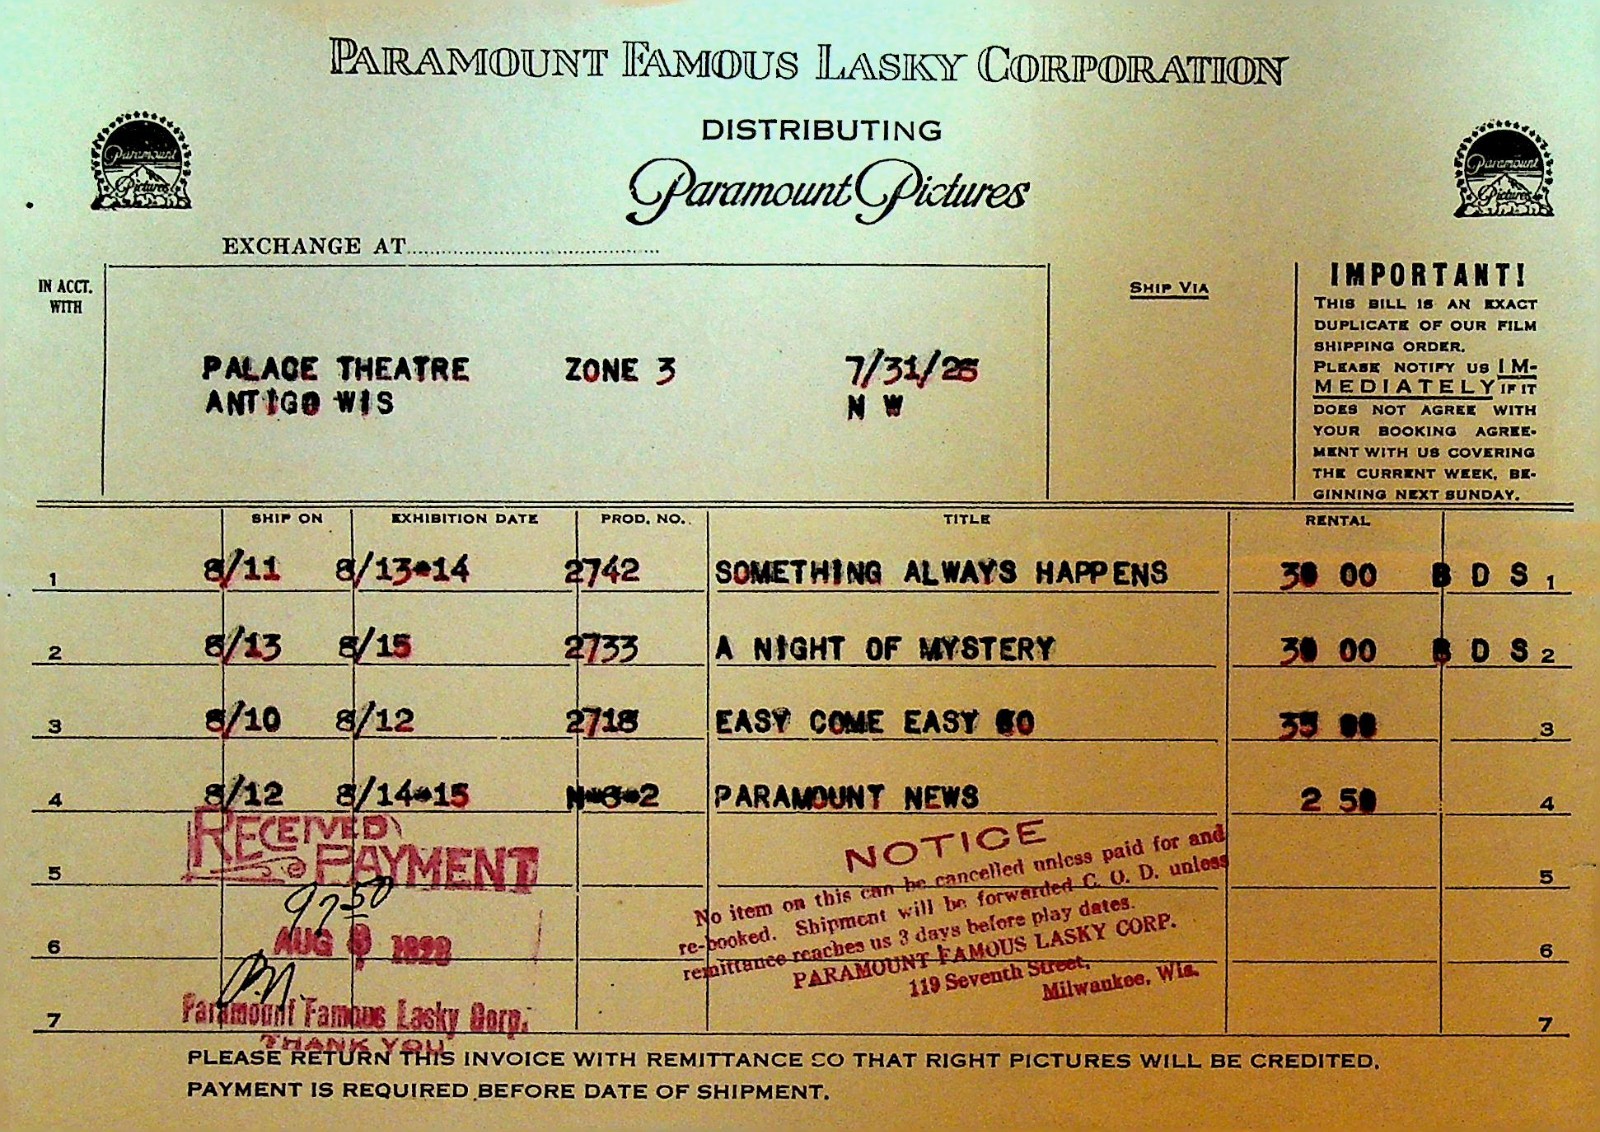 PARAMOUNT FAMOUS LASKY CORPORATION
DISTRIBUTING
Paramount Pictures
Paramount Pictures
Paramount Pictures
EXCHANGE AT
IN ACCT. WITH
SHIP VIA
PALACE THEATRE ZONE 3 7/31/28
ANTIGO WIS N W
IMPORTANT!
THIS BILL IS AN EXACT
DUPLICATE OF OUR FILM
SHIPPING ORDER.
PLEASE NOTIFY US IM-
MEDIATELY IF IT
DOES NOT AGREE WITH
YOUR BOOKING AGREE-
MENT WITH US COVERING
THE CURRENT WEEK, BE-
GINNING NEXT SUNDAY.
SHIP ON EXHIBITION DATE PROD. NO. TITLE RENTAL
1 8/11 8/13-14 2742 SOMETHING ALWAYS HAPPENS 30 00 B D S 1
2 8/13 8/15 2733 A NIGHT OF MYSTERY 30 00 B D S 2
3 8/10 8/12 2718 EASY COME EASY GO 35 00 3
4 8/12 8/14-15 2 PARAMOUNT NEWS 2 50 4
5 5
6 6
7 7
RECEIVED
PAYMENT
97 50
AUG 1928
Paramount Famous Lasky Corp.
THANK YOU
NOTICE
No item on this can be cancelled unless paid for and
re-booked. Shipment will be forwarded C. O. D. unless
remittance reaches us 3 days before play dates.
PARAMOUNT FAMOUS LASKY CORP.
119 Seventh Street,
Milwaukee, Wis.
PLEASE RETURN THIS INVOICE WITH REMITTANCE SO THAT RIGHT PICTURES WILL BE CREDITED.
PAYMENT IS REQUIRED BEFORE DATE OF SHIPMENT.